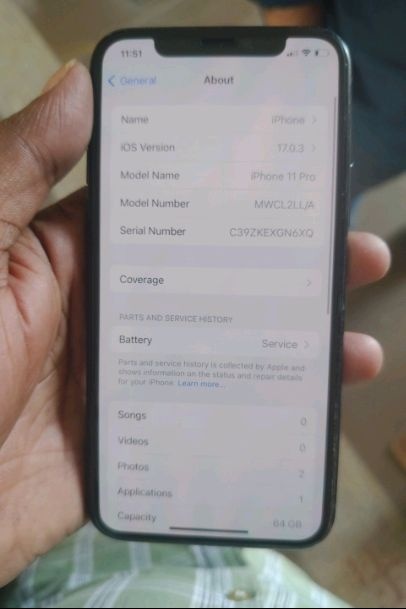 11:51
General
About
Name iPhone
iOS Version 17.0.3
Model Name iPhone 11 Pro
Model Number MWCL2LL/A
Serial Number C39ZKEXGN6XQ
Coverage
PARTS AND SERVICE HISTORY
Battery Service
Parts and service history is collected by Apple and
shows information on the status and repair details
for your iPhone. Learn more...
Songs 0
Videos 0
Photos 2
Applications 1
Capacity 64 GB